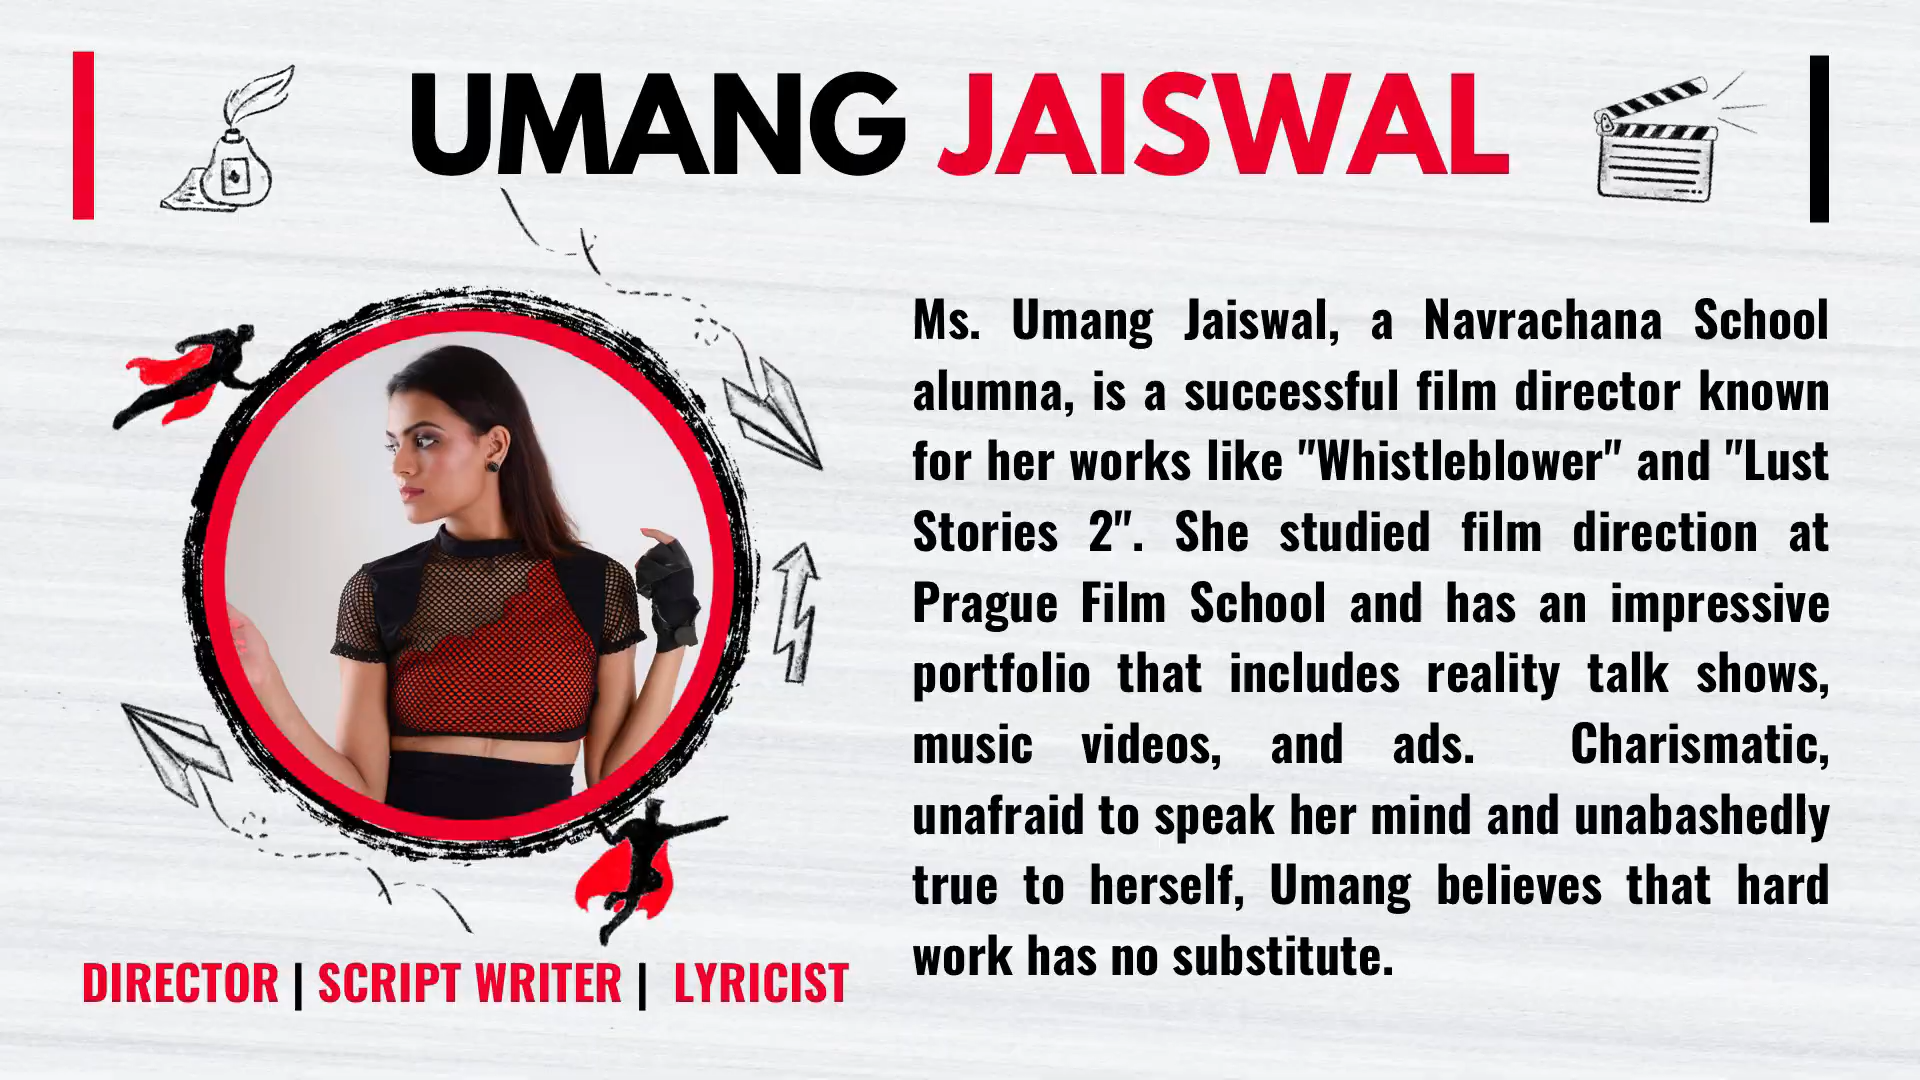 UMANG JAISWAL
Ms. Umang Jaiswal, a Navrachana School
alumna, is a successful film director known
for her works like "Whistleblower" and "Lust
Stories 2". She studied film direction at
Prague Film School and has an impressive
portfolio that includes reality talk shows,
music videos, and ads. Charismatic,
unafraid to speak her mind and unabashedly
true to herself, Umang believes that hard
work has no substitute.
DIRECTOR | SCRIPT WRITER | LYRICIST